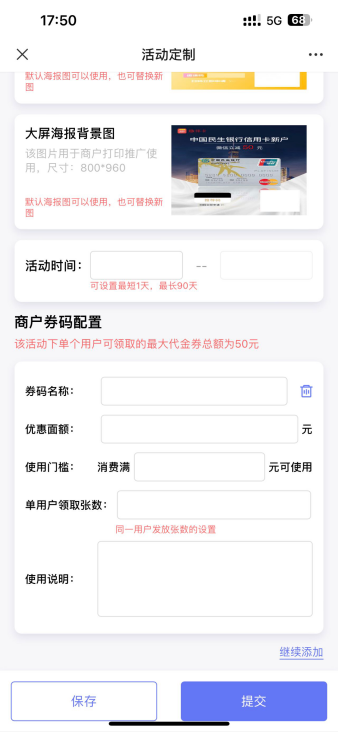 17:50
5G 68
活动定制
默认海报图可以使用，也可替换新
图
大屏海报背景图
该图片用于商户打印推广使
用，尺寸：800*960
默认海报图可以使用，也可替换新
图
中国民生银行信用卡新户
活动时间：
--
可设置最短1天，最长90天
商户券码配置
该活动下单个用户可领取的最大代金券总额为50元
券码名称：
优惠面额：
元
使用门槛：
消费满
元可使用
单用户领取张数：
同一用户发放张数的设置
使用说明：
继续添加
保存
提交